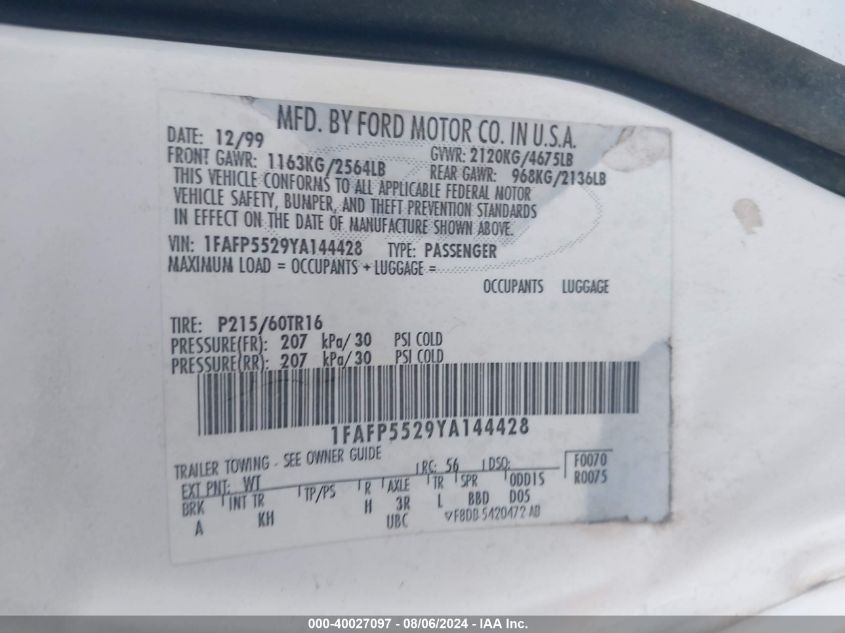 MFD. BY FORD MOTOR CO. IN U.S.A.
DATE: 12/99 GVWR: 2120KG/4675LB
FRONT GAWR: 1163KG/2564LB REAR GAWR: 968KG/2136LB
THIS VEHICLE CONFORMS TO ALL APPLICABLE FEDERAL MOTOR
VEHICLE SAFETY, BUMPER, AND THEFT PREVENTION STANDARDS
IN EFFECT ON THE DATE OF MANUFACTURE SHOWN ABOVE.
VIN: 1FAFP5529YA144428 TYPE: PASSENGER
MAXIMUM LOAD = OCCUPANTS + LUGGAGE =
OCCUPANTS LUGGAGE
TIRE: P215/60TR16
PRESSURE(FR): 207 kPa/30 PSI COLD
PRESSURE(RR): 207 kPa/30 PSI COLD
1FAFP5529YA144428
TRAILER TOWING - SEE OWNER GUIDE
EXT PNT: WT RC: 56 DSO: F0070
R0075
BRK INT TR TP/PS R AXLE TR SPR ODD1S
A KH H 3R L BBD D05
UBC F8DB 5420472 AB
000-40027097 - 08/06/2024 - IAA Inc.